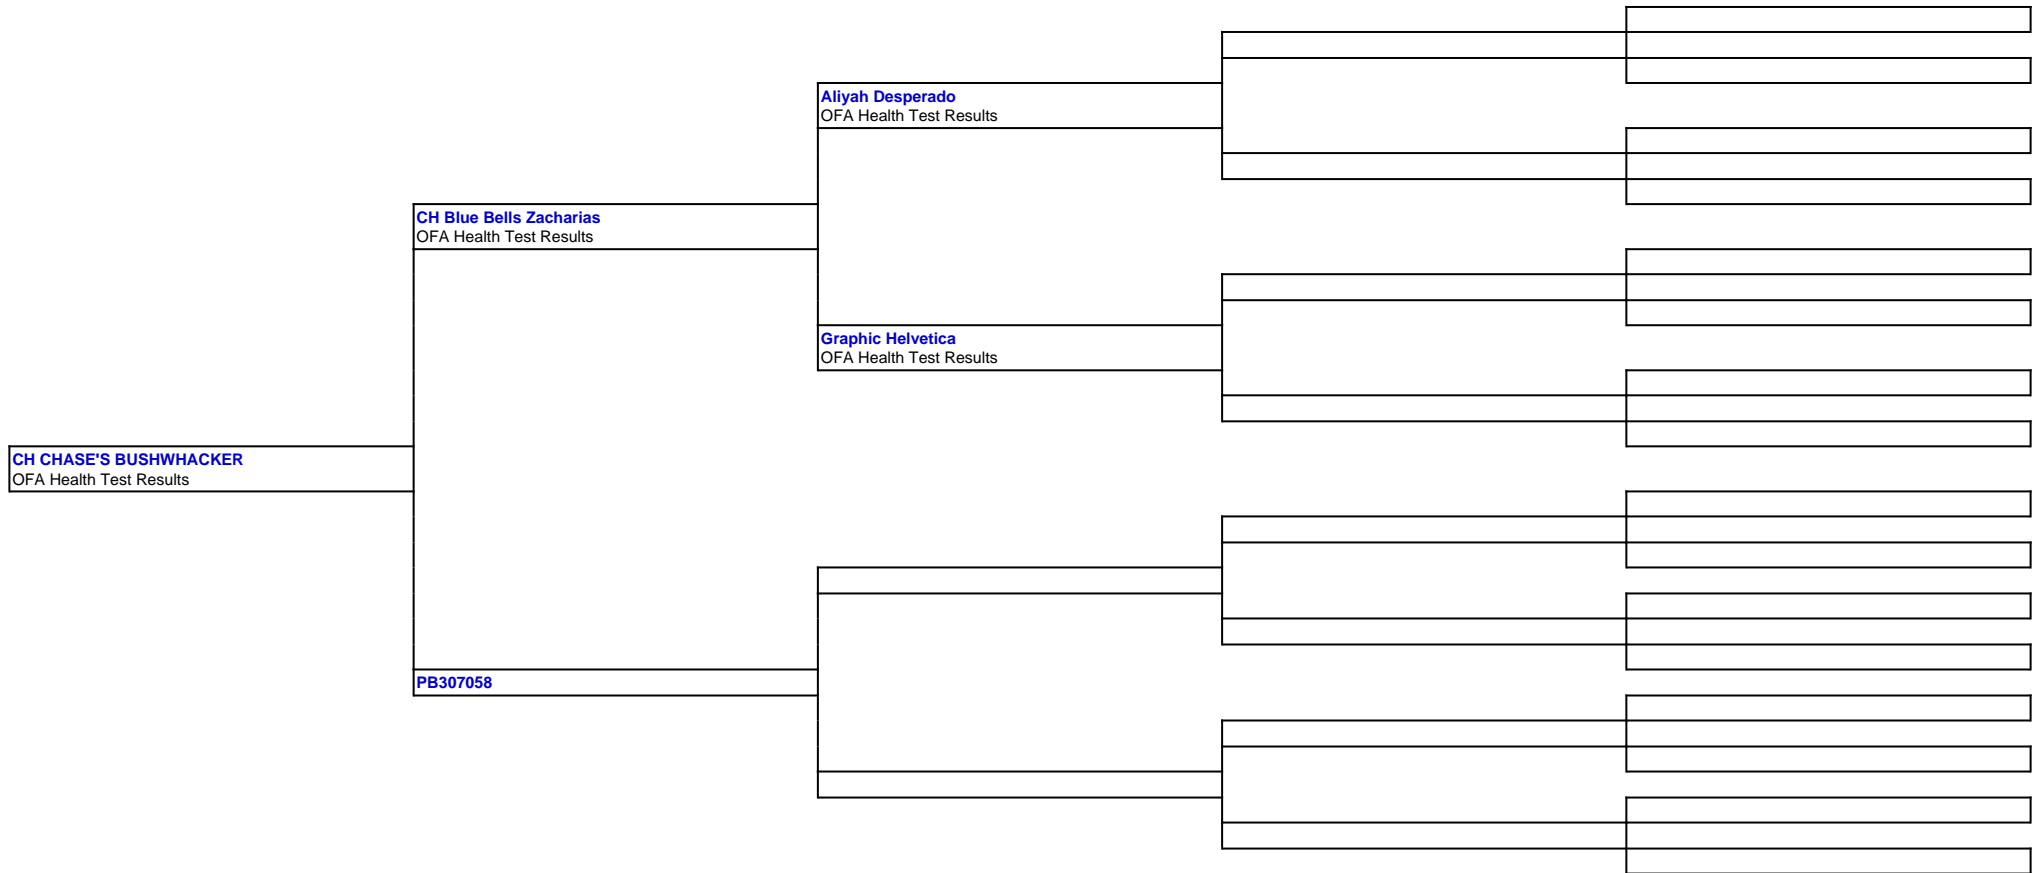 Aliyah Desperado
OFA Health Test Results
CH Blue Bells Zacharias
OFA Health Test Results
Graphic Helvetica
OFA Health Test Results
CH CHASE'S BUSHWHACKER
OFA Health Test Results
PB307058